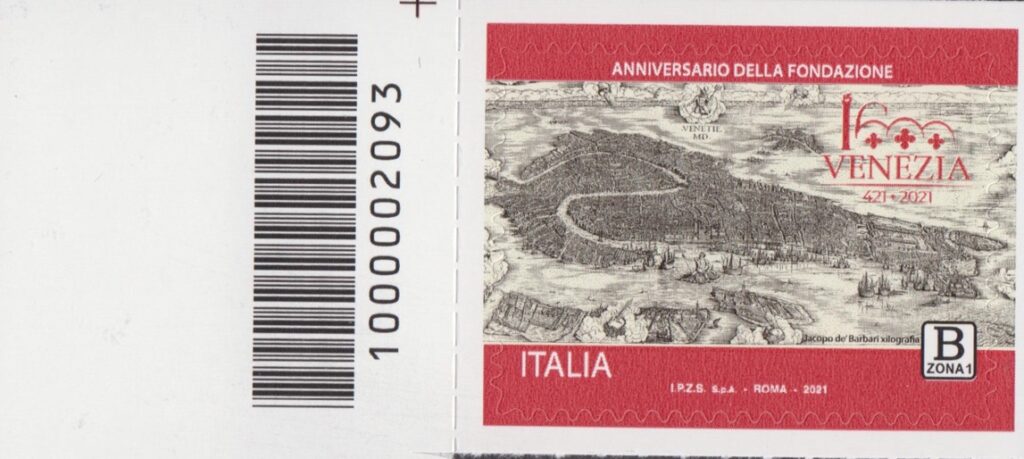 1000002093
ANNIVERSARIO DELLA FONDAZIONE
VENETIE
MD
1600
VENEZIA
421 • 2021
Jacopo de' Barbari xilografia
B
ZONA 1
ITALIA
I.P.Z.S. S.p.A. - ROMA - 2021